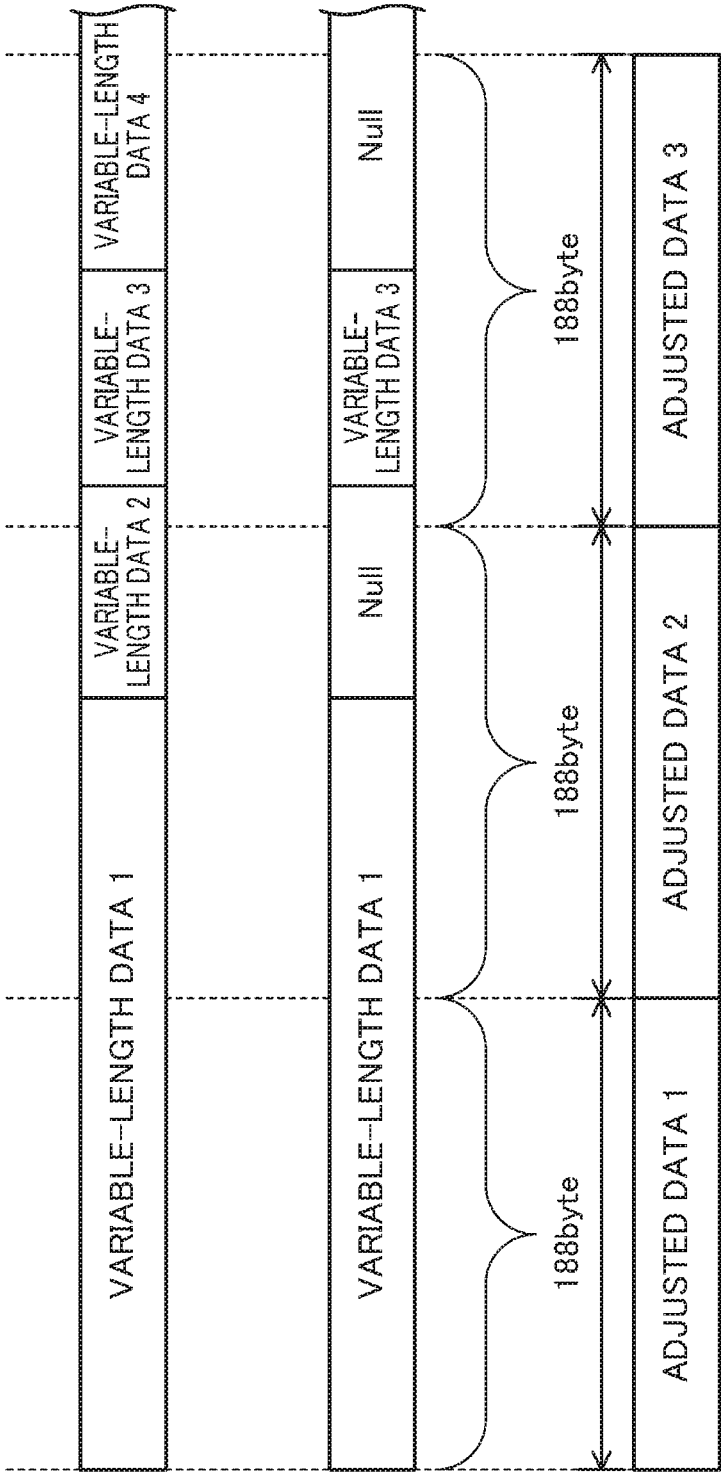 VARIABLE-LENGTH DATA 1
VARIABLE-
LENGTH DATA 2
VARIABLE-
LENGTH DATA 3
VARIABLE-LENGTH
DATA 4
VARIABLE-LENGTH DATA 1
Null
VARIABLE-
LENGTH DATA 3
Null
188byte
188byte
188byte
ADJUSTED DATA 1
ADJUSTED DATA 2
ADJUSTED DATA 3